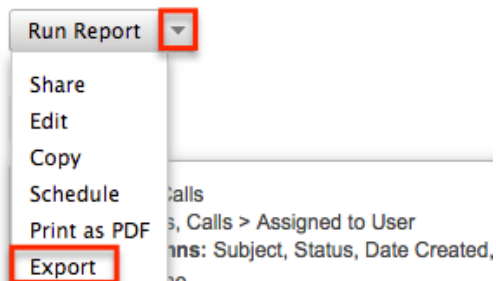 Run Report
Share
Edit
Copy
Schedule
Calls
Print as PDF
s, Calls > Assigned to User
mns: Subject, Status, Date Created,
Export